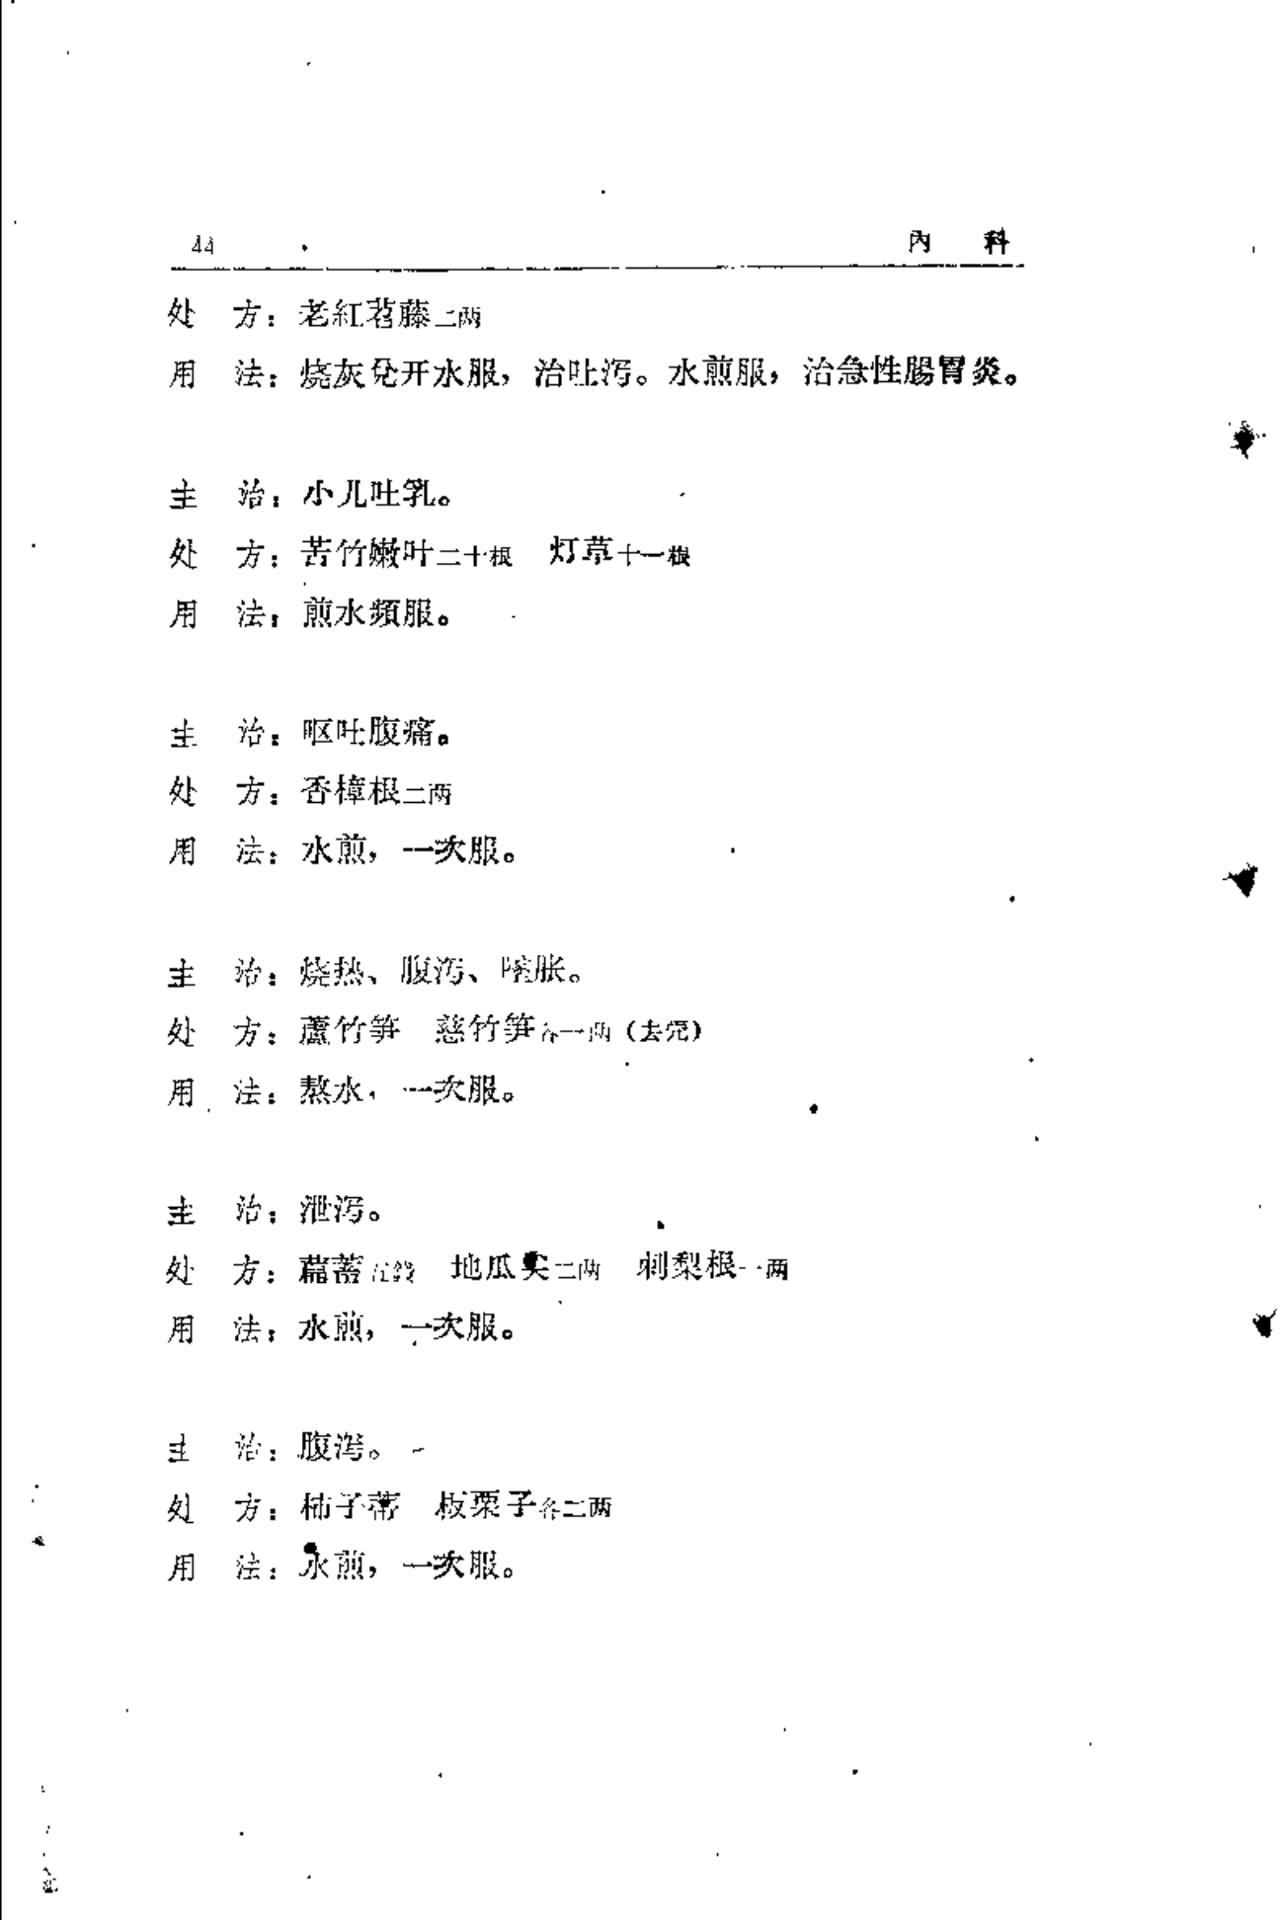 44 內 科
处 方：老紅苕藤二两
用 法：烧灰兌开水服，治吐泻。水煎服，治急性腸胃炎。
主 治：小儿吐乳。
处 方：苦竹嫩叶二十根 灯草十一根
用 法：煎水頻服。
主 治：呕吐腹痛。
处 方：香樟根二两
用 法：水煎，一次服。
主 治：烧热、腹泻、膨胀。
处 方：蘆竹笋 慈竹笋各一两（去壳）
用 法：熬水，一次服。
主 治：泄泻。
处 方：萹蓄五錢 地瓜 二两 刺梨根一两
用 法：水煎，一次服。
主 治：腹泻。
处 方：柿子蒂 板栗子各二两
用 法：水煎，一次服。